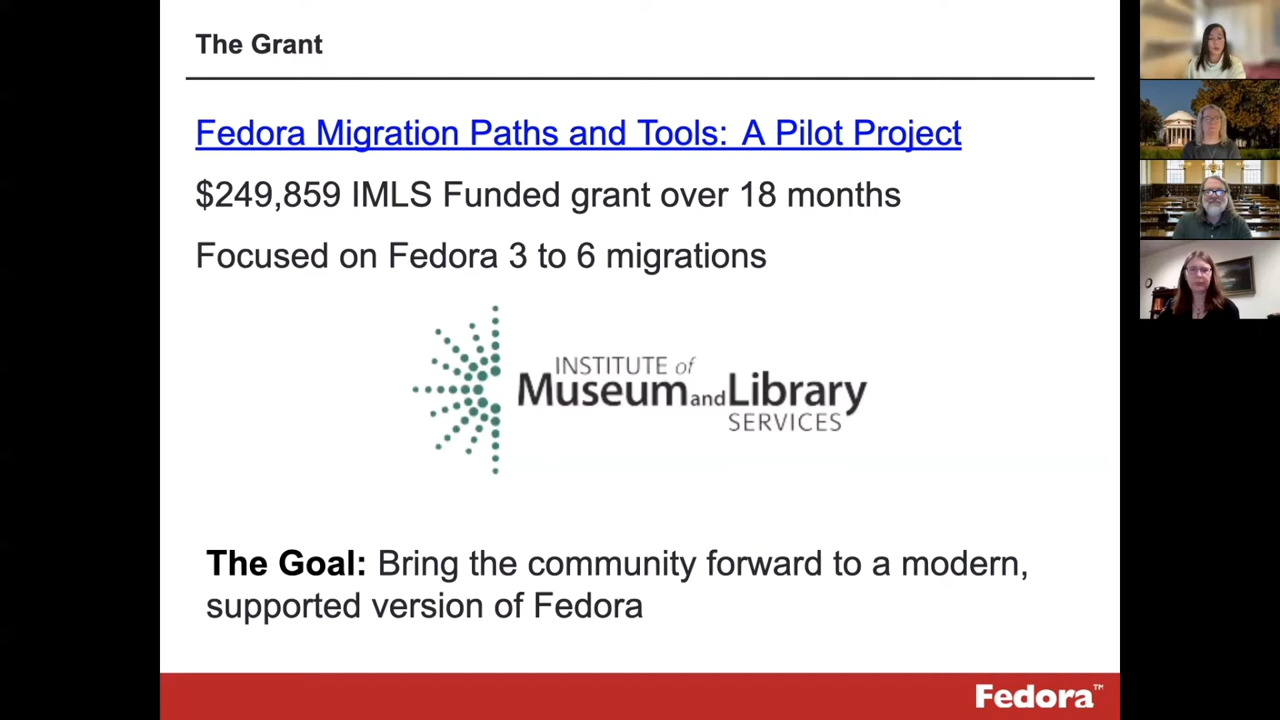 The Grant
Fedora Migration Paths and Tools: A Pilot Project
$249,859 IMLS Funded grant over 18 months
Focused on Fedora 3 to 6 migrations
INSTITUTE of
Museum and Library
SERVICES
The Goal: Bring the community forward to a modern,
supported version of Fedora
Fedora™